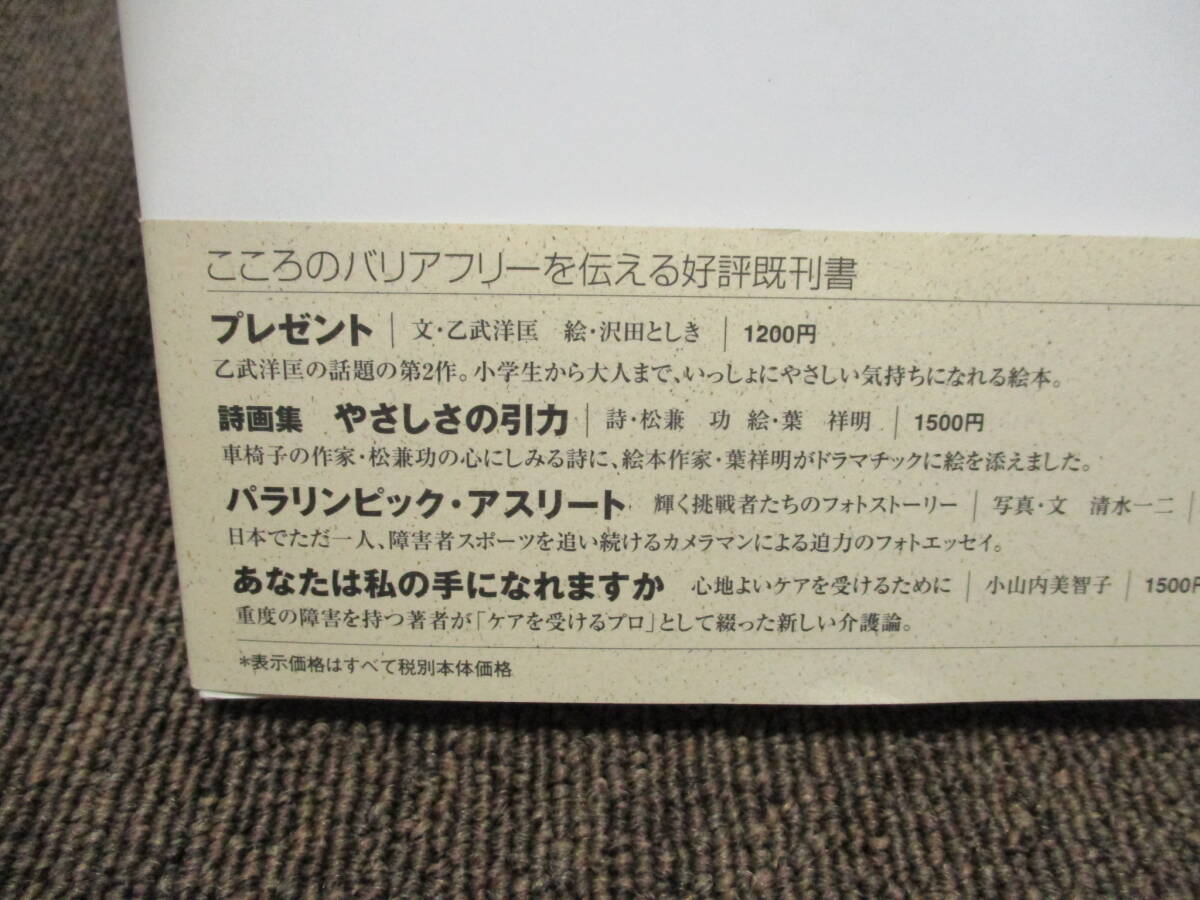 こころのバリアフリーを伝える好評既刊書
プレゼント｜文・乙武洋匡　絵・沢田としき｜1200円
乙武洋匡の話題の第2作。小学生から大人まで、いっしょにやさしい気持ちになれる絵本。
詩画集　やさしさの引力｜詩・松兼　功　絵・葉　祥明｜1500円
車椅子の作家・松兼功の心にしみる詩に、絵本作家・葉祥明がドラマチックに絵を添えました。
パラリンピック・アスリート　輝く挑戦者たちのフォトストーリー｜写真・文　清水一二｜
日本でただ一人、障害者スポーツを追い続けるカメラマンによる迫力のフォトエッセイ。
あなたは私の手になれますか　心地よいケアを受けるために｜小山内美智子｜1500円
重度の障害を持つ著者が「ケアを受けるプロ」として綴った新しい介護論。
*表示価格はすべて税別本体価格